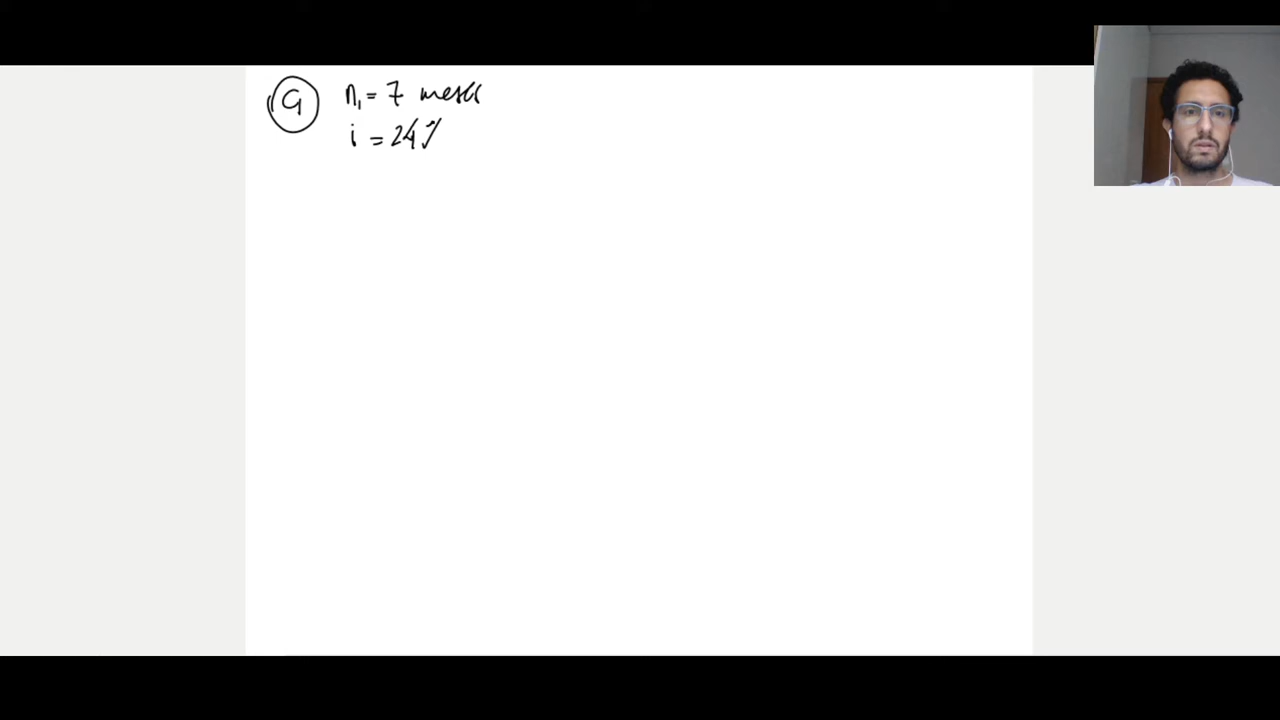 9 n₁ = 7 meses
i = 24%